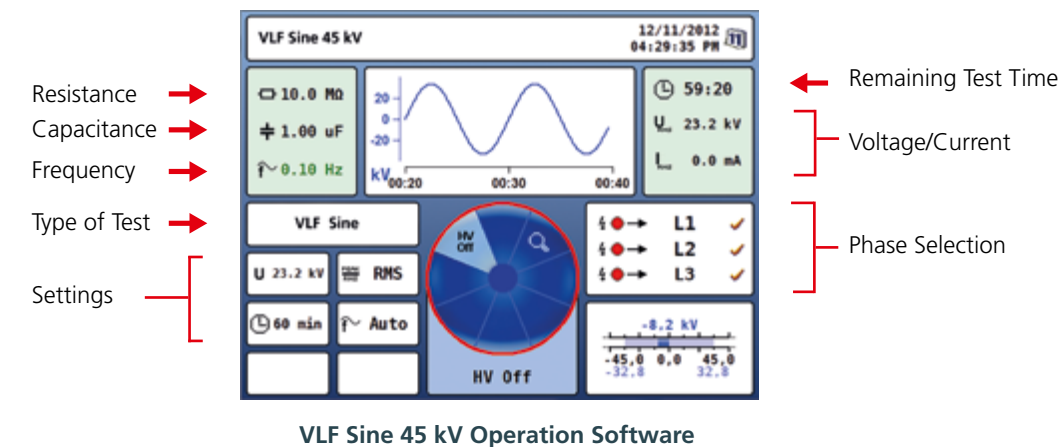 VLF Sine 45 kV
12/11/2012
04:29:35 PM
Resistance
Capacitance
Frequency
Type of Test
Settings
10.0 MΩ
1.00 uF
0.10 Hz
20
0
-20
kV
00:20
00:30
00:40
59:20
U 23.2 kV
I 0.0 mA
Remaining Test Time
Voltage/Current
Phase Selection
VLF Sine
U 23.2 kV
RMS
60 min
Auto
HV
Off
HV Off
L1
L2
L3
-8,2 kV
-45,0 0,0 45,0
-32,8 32,8
VLF Sine 45 kV Operation Software